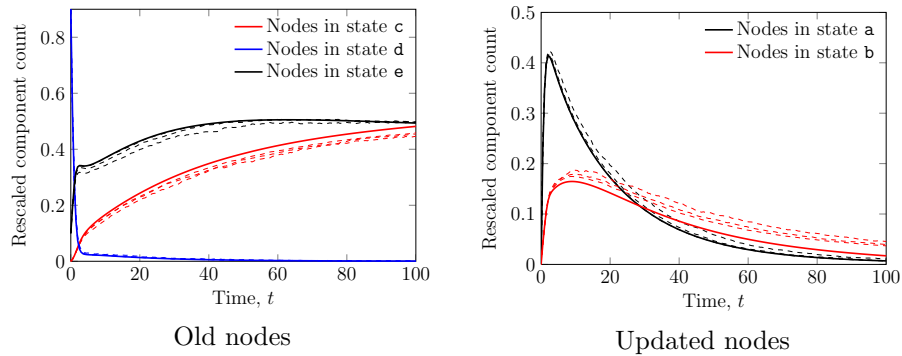 Rescaled component count
0.8
0.6
0.4
0.2
0
Nodes in state c
Nodes in state d
Nodes in state e
0 20 40 60 80 100
Time, t
Old nodes
Rescaled component count
0.5
0.4
0.3
0.2
0.1
0
Nodes in state a
Nodes in state b
0 20 40 60 80 100
Time, t
Updated nodes